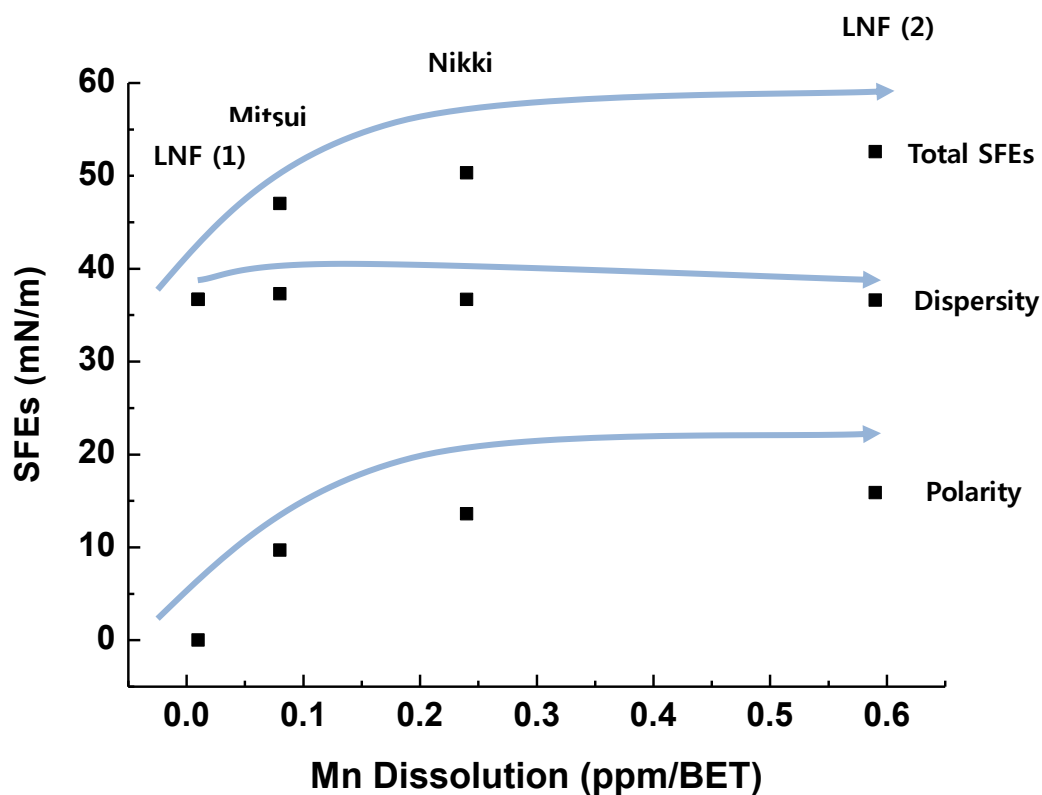 LNF (2)
Nikki
Mitsui
LNF (1)
60
50
40
30
20
10
0
SFEs (mN/m)
Total SFEs
Dispersity
Polarity
0.0 0.1 0.2 0.3 0.4 0.5 0.6
Mn Dissolution (ppm/BET)